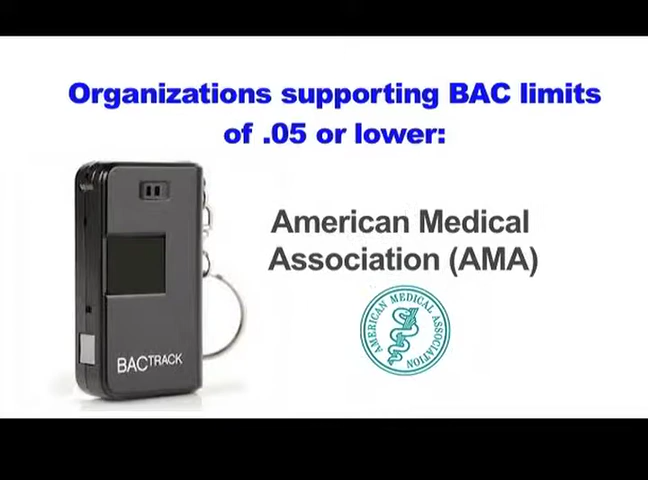 Organizations supporting BAC limits
of .05 or lower:
American Medical
Association (AMA)
AMERICAN MEDICAL ASSOCIATION
BACTRACK